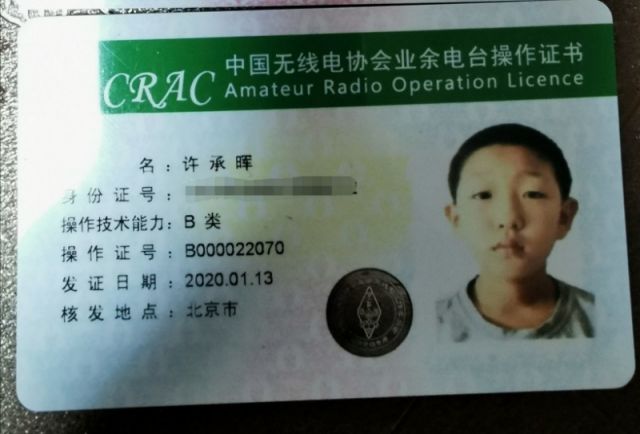 中国无线电协会业余电台操作证书
CRAC Amateur Radio Operation Licence
名：许承晖
身份证号：
操作技术能力：B 类
操作证号：B000022070
发证日期：2020.01.13
核发地点：北京市